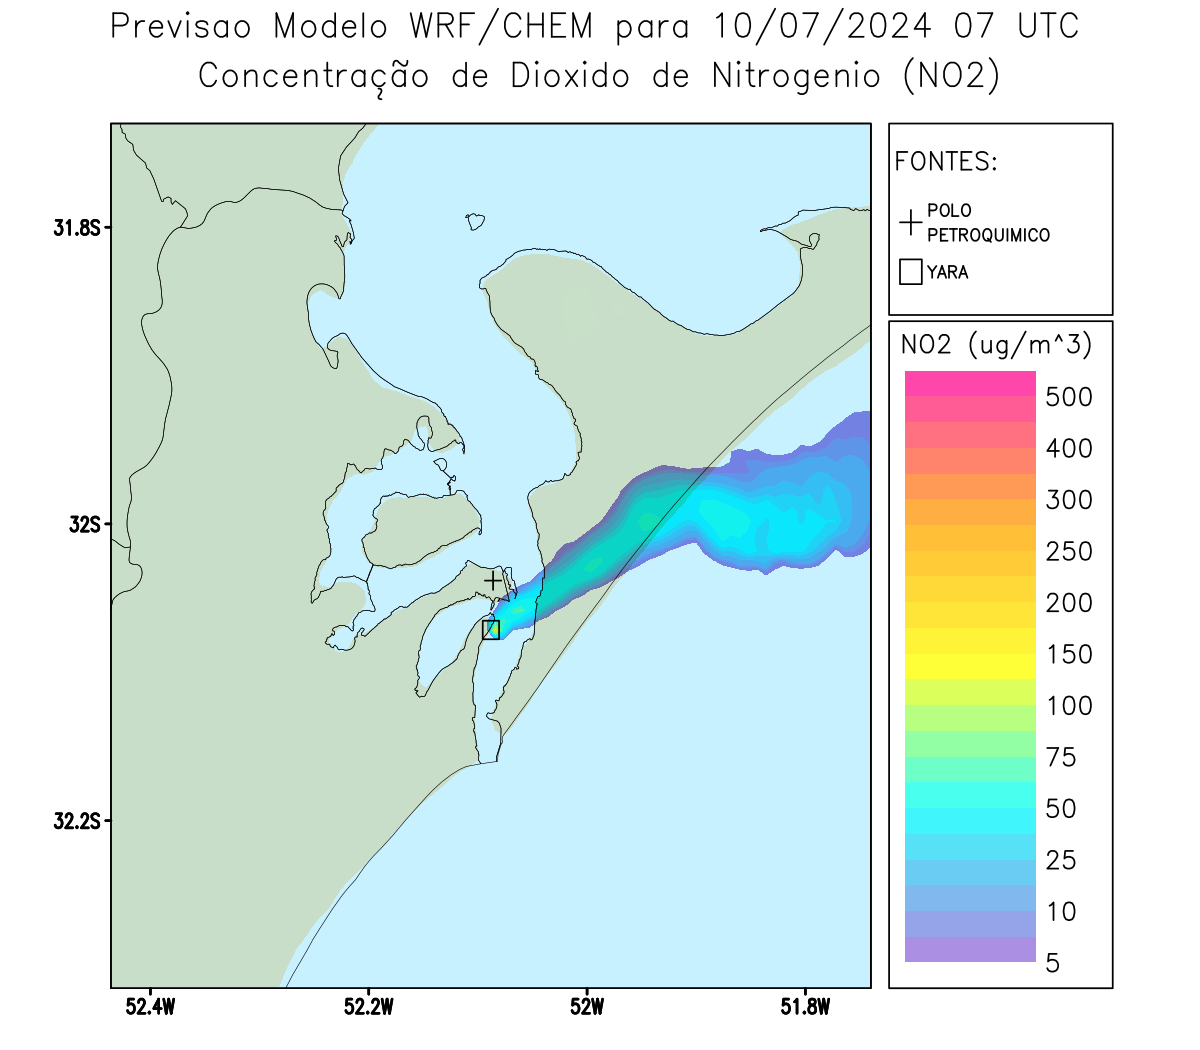 Previsao Modelo WRF/CHEM para 10/07/2024 07 UTC
Concentração de Dioxido de Nitrogenio (NO2)
FONTES:
POLO
PETROQUIMICO
YARA
31.8S
32S
32.2S
52.4W
52.2W
52W
51.8W
NO2 (ug/m^3)
500
400
300
250
200
150
100
75
50
25
10
5